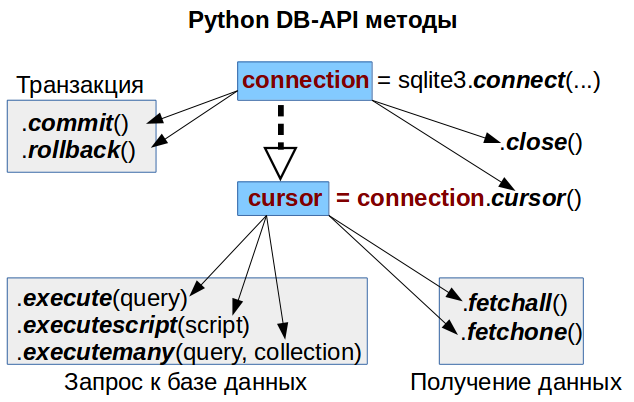 Python DB-API методы
connection = sqlite3.connect(...)
Транзакция
.commit()
.rollback()
.close()
cursor = connection.cursor()
.execute(query)
.executescript(script)
.executemany(query, collection)
Запрос к базе данных
.fetchall()
.fetchone()
Получение данных